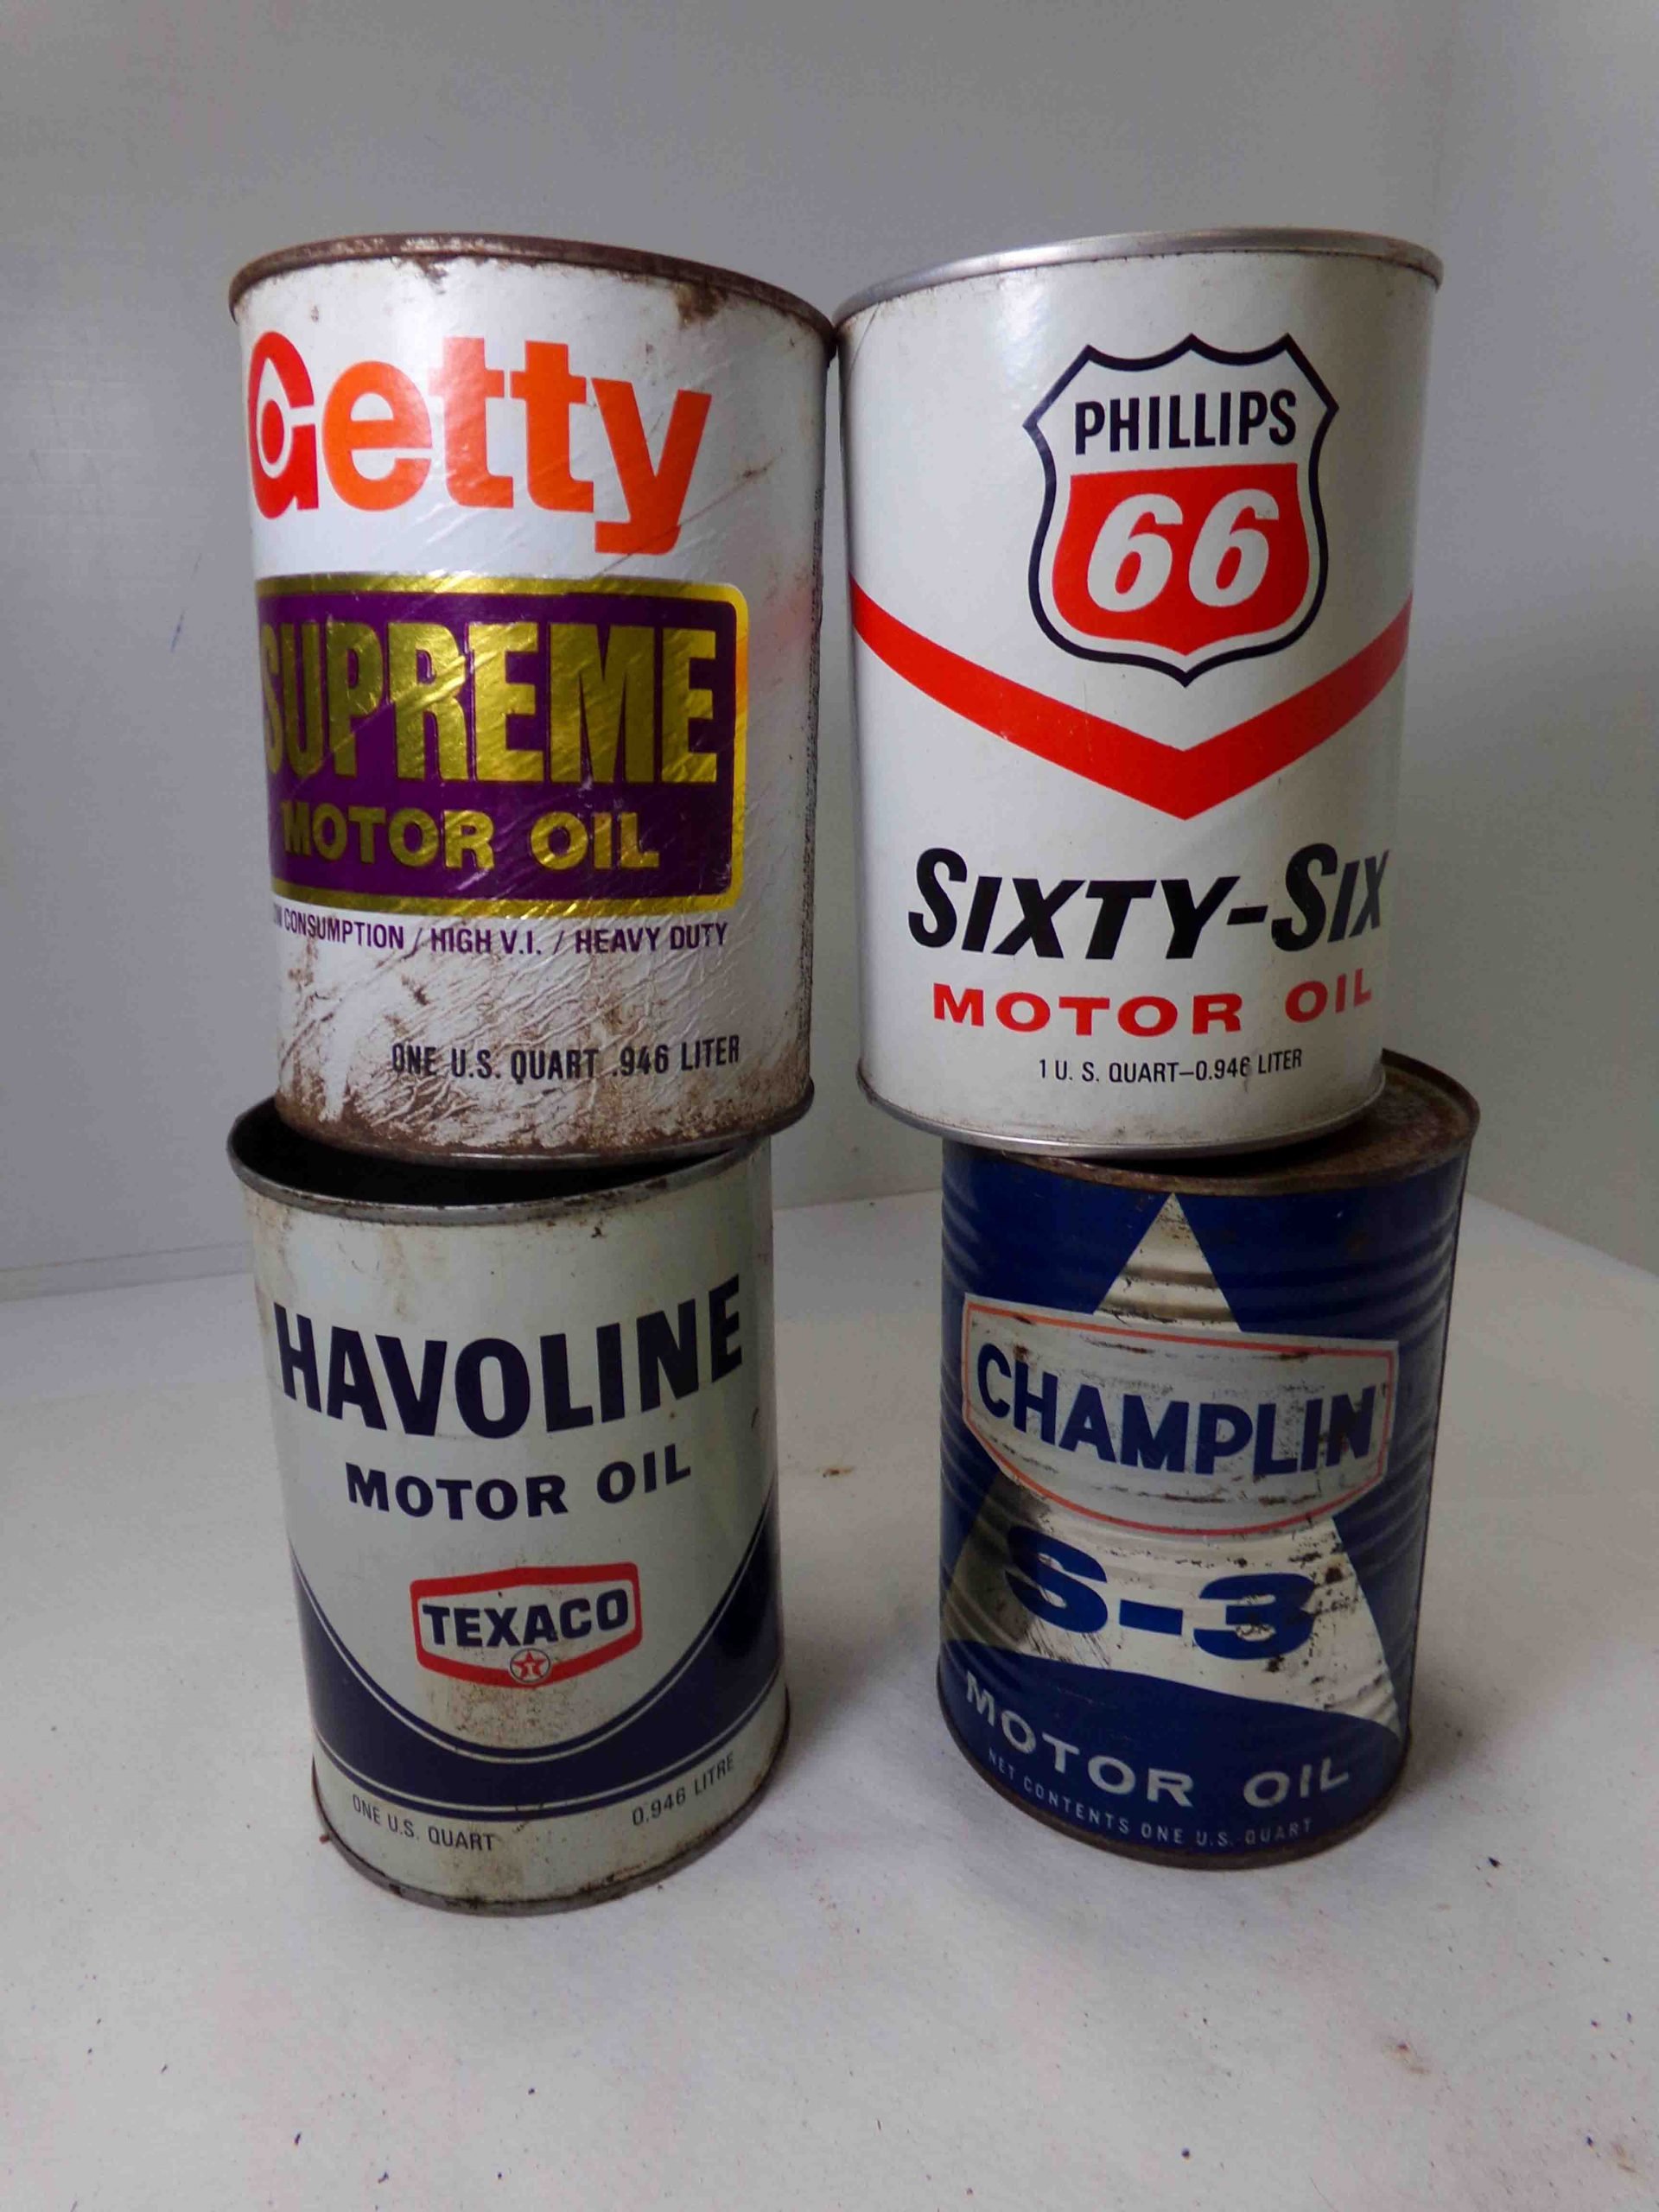 Getty
SUPREME
MOTOR OIL
CONSUMPTION / HIGH V.I. / HEAVY DUTY
ONE U.S. QUART .946 LITER
PHILLIPS
66
SIXTY-SIX
MOTOR OIL
1 U. S. QUART–0.946 LITER
HAVOLINE
MOTOR OIL
TEXACO
T
ONE U.S. QUART 0.946 LITRE
CHAMPLIN
S-3
MOTOR OIL
NET CONTENTS ONE U.S. QUART